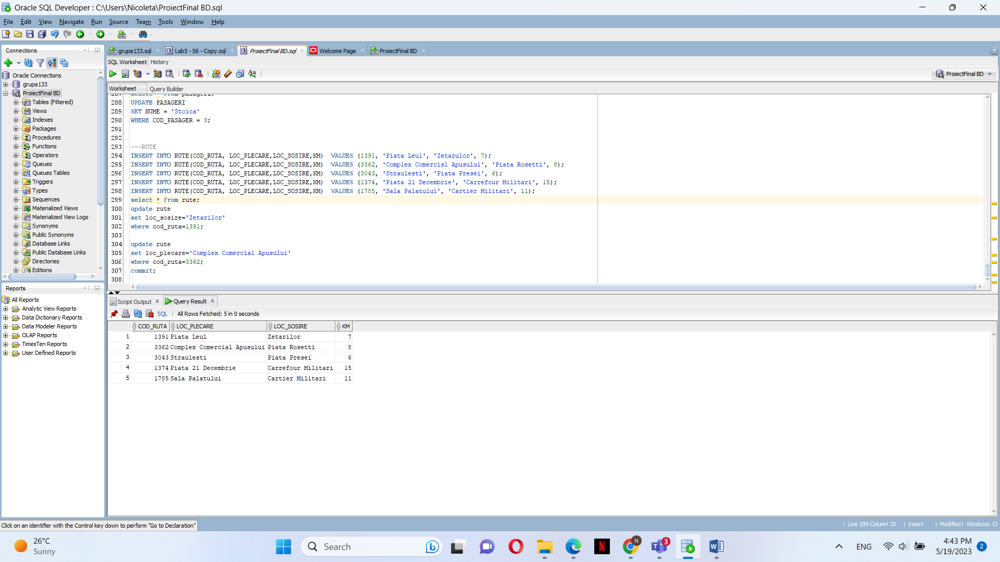 Oracle SQL Developer : C:\Users\Nicoleta\ProiectFinal BD.sql
File Edit View Navigate Run Source Team Tools Window Help
Connections
grupa133.sql
Lab5 - S6 - Copy.sql
ProiectFinal BD.sql
Welcome Page
ProiectFinal BD
SQL Worksheet History
ProiectFinal BD
Worksheet Query Builder
Oracle Connections
grupa133
ProiectFinal BD
Tables (Filtered)
Views
Indexes
Packages
Procedures
Functions
Operators
Queues
Queues Tables
Triggers
Types
Sequences
Materialized Views
Materialized View Logs
Synonyms
Public Synonyms
Database Links
Public Database Links
Directories
Editions
287 select * from pasageri;
288 UPDATE PASAGERI
289 SET NUME = 'Stoica'
290 WHERE COD_PASAGER = 3;
291
292
293 ---RUTE
294 INSERT INTO RUTE(COD_RUTA, LOC_PLECARE,LOC_SOSIRE,KM)  VALUES (1391, 'Piata Leul', 'Zetarulor', 7);
295 INSERT INTO RUTE(COD_RUTA, LOC_PLECARE,LOC_SOSIRE,KM)  VALUES (3362, 'Complex Comercisl Apusului', 'Piata Rosetti', 8);
296 INSERT INTO RUTE(COD_RUTA, LOC_PLECARE,LOC_SOSIRE,KM)  VALUES (3043, 'Straulesti', 'Piata Presei', 6);
297 INSERT INTO RUTE(COD_RUTA, LOC_PLECARE,LOC_SOSIRE,KM)  VALUES (1374, 'Piata 21 Decembrie', 'Carrefour Militari', 15);
298 INSERT INTO RUTE(COD_RUTA, LOC_PLECARE,LOC_SOSIRE,KM)  VALUES (1785, 'Sala Palatului', 'Cartier Militari', 11);
299 select * from rute;
300 update rute
301 set loc_sosire='Zetarilor'
302 where cod_ruta=1391;
303
304 update rute
305 set loc_plecare='Complex Comercial Apusului'
306 where cod_ruta=3362;
307 commit;
308
Reports
All Reports
Analytic View Reports
Data Dictionary Reports
Data Modeler Reports
OLAP Reports
TimesTen Reports
User Defined Reports
Script Output Query Result
SQL All Rows Fetched: 5 in 0 seconds
COD_RUTA LOC_PLECARE LOC_SOSIRE KM
1 1391 Piata Leul Zetarilor 7
2 3362 Complex Comercial Apusului Piata Rosetti 8
3 3043 Straulesti Piata Presei 6
4 1374 Piata 21 Decembrie Carrefour Militari 15
5 1785 Sala Palatului Cartier Militari 11
Click on an identifier with the Control key down to perform "Go to Declaration"
Line 299 Column 20 Insert Modified Windows: CF
26°C
Sunny
Search
N
3
ENG
4:43 PM
5/19/2023
2